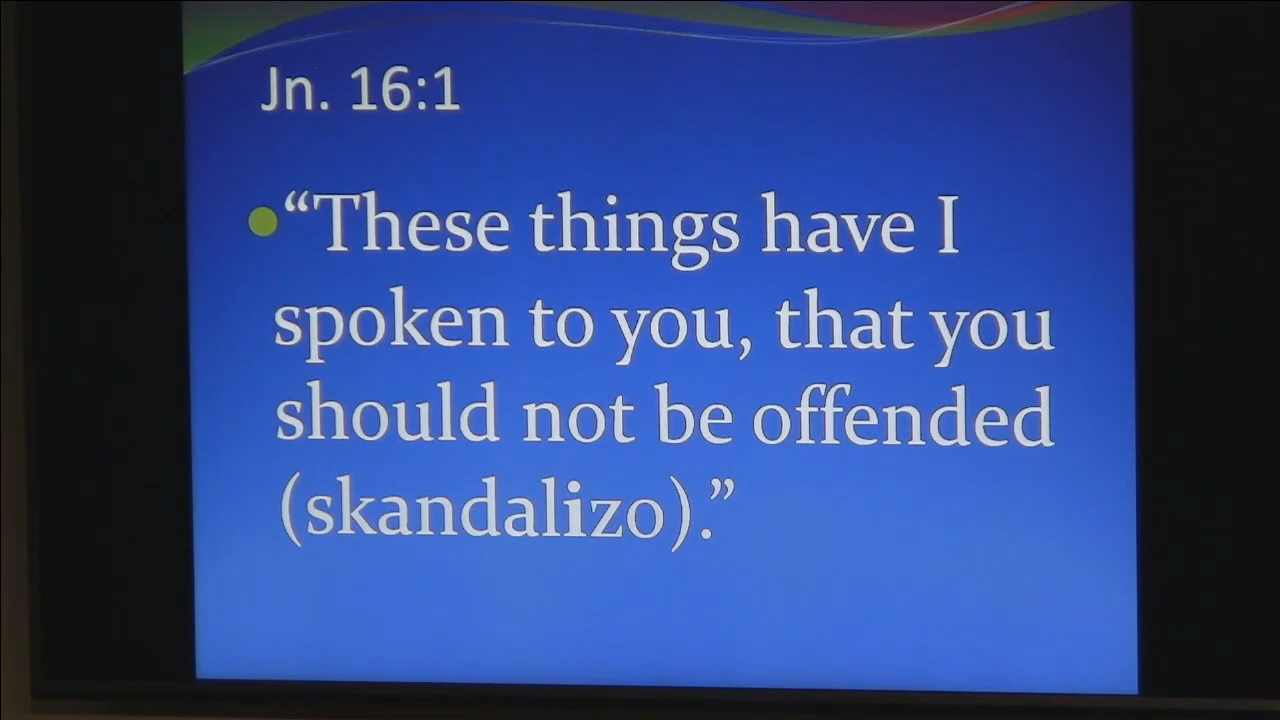 Jn. 16:1
“These things have I
spoken to you, that you
should not be offended
(skandalizo).”